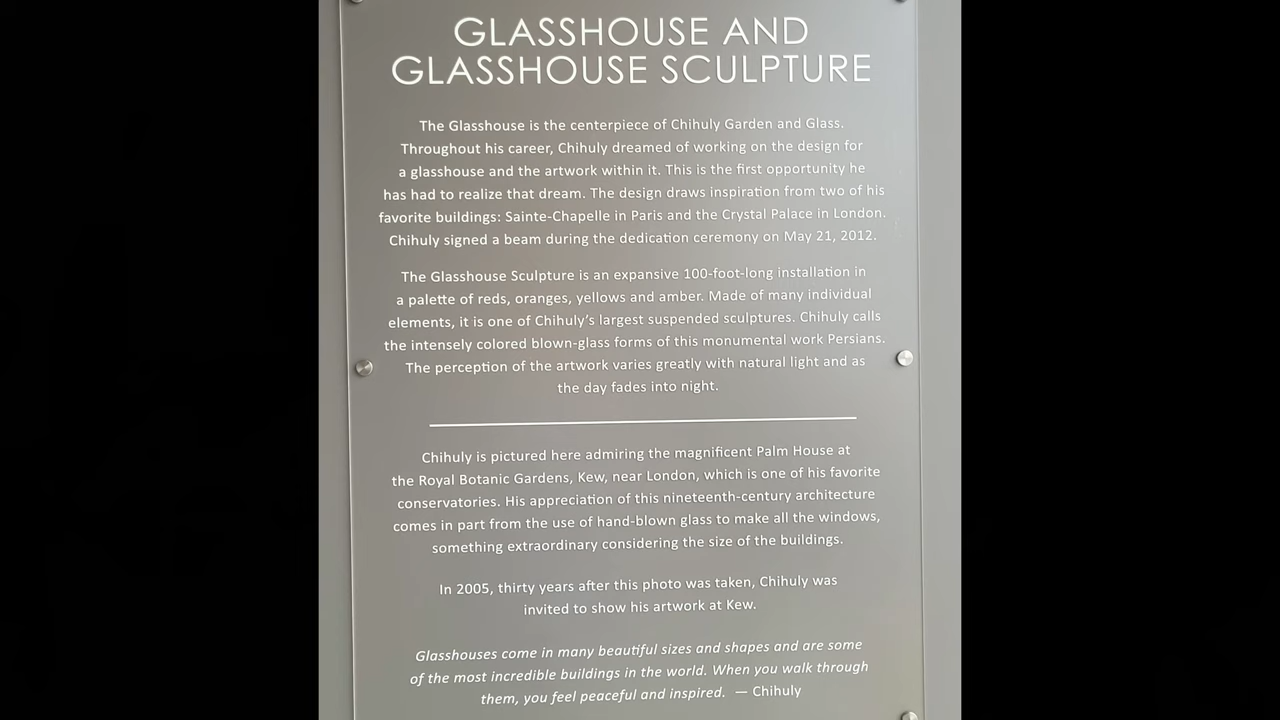 GLASSHOUSE AND
GLASSHOUSE SCULPTURE
The Glasshouse is the centerpiece of Chihuly Garden and Glass.
Throughout his career, Chihuly dreamed of working on the design for
a glasshouse and the artwork within it. This is the first opportunity he
has had to realize that dream. The design draws inspiration from two of his
favorite buildings: Sainte-Chapelle in Paris and the Crystal Palace in London.
Chihuly signed a beam during the dedication ceremony on May 21, 2012.
The Glasshouse Sculpture is an expansive 100-foot-long installation in
a palette of reds, oranges, yellows and amber. Made of many individual
elements, it is one of Chihuly’s largest suspended sculptures. Chihuly calls
the intensely colored blown-glass forms of this monumental work Persians.
The perception of the artwork varies greatly with natural light and as
the day fades into night.
Chihuly is pictured here admiring the magnificent Palm House at
the Royal Botanic Gardens, Kew, near London, which is one of his favorite
conservatories. His appreciation of this nineteenth-century architecture
comes in part from the use of hand-blown glass to make all the windows,
something extraordinary considering the size of the buildings.
In 2005, thirty years after this photo was taken, Chihuly was
invited to show his artwork at Kew.
Glasshouses come in many beautiful sizes and shapes and are some
of the most incredible buildings in the world. When you walk through
them, you feel peaceful and inspired. — Chihuly